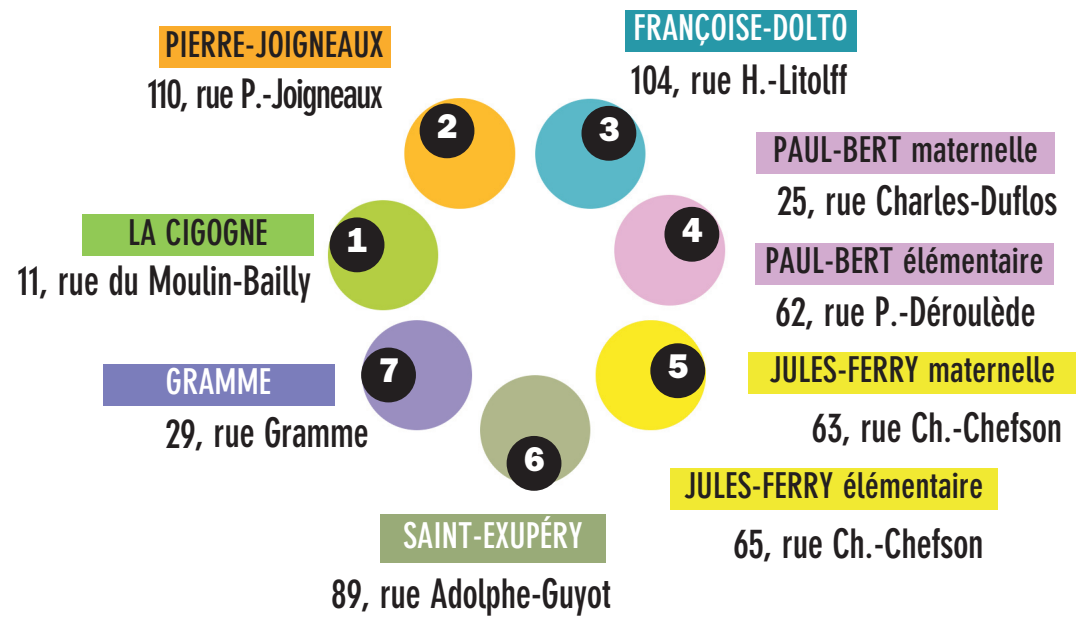 PIERRE-JOIGNEAUX
110, rue P.-Joigneaux
FRANÇOISE-DOLTO
104, rue H.-Litolff
2
3
PAUL-BERT maternelle
25, rue Charles-Duflos
LA CIGOGNE
11, rue du Moulin-Bailly
1
4
PAUL-BERT élémentaire
62, rue P.-Déroulède
GRAMME
29, rue Gramme
7
5
JULES-FERRY maternelle
63, rue Ch.-Chefson
6
JULES-FERRY élémentaire
65, rue Ch.-Chefson
SAINT-EXUPÉRY
89, rue Adolphe-Guyot